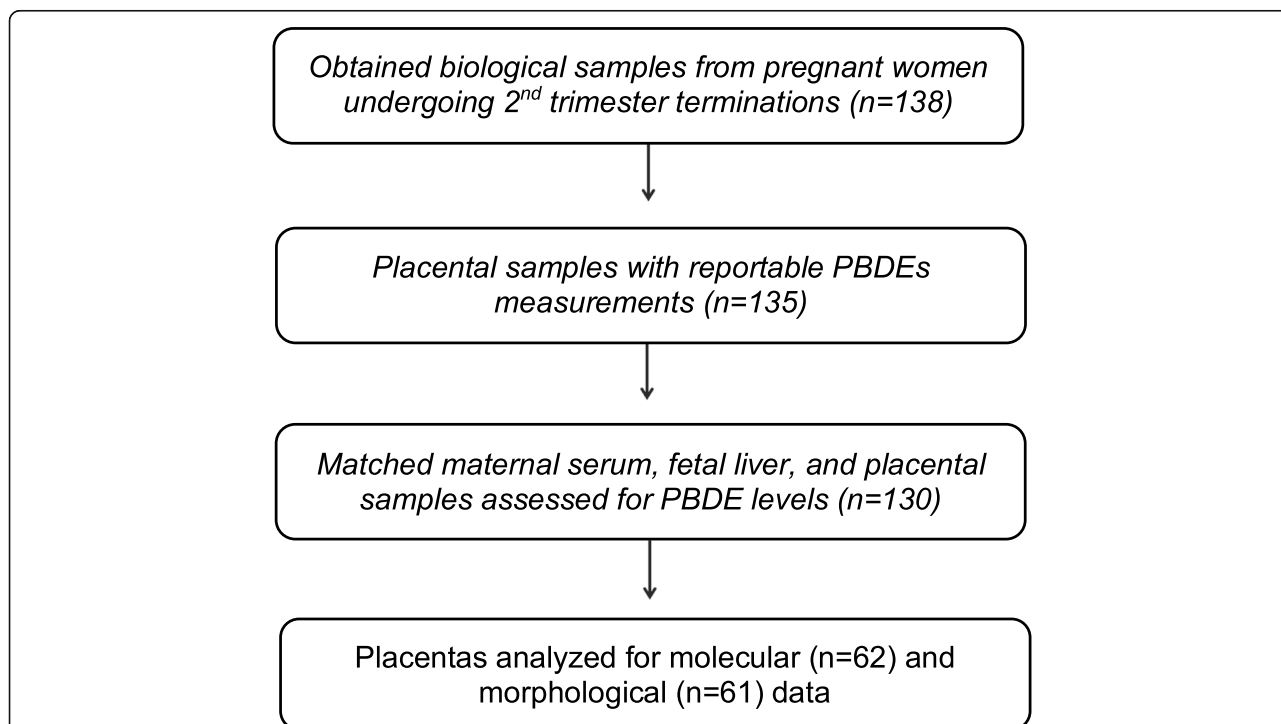 Obtained biological samples from pregnant women
undergoing 2nd trimester terminations (n=138)
Placental samples with reportable PBDEs
measurements (n=135)
Matched maternal serum, fetal liver, and placental
samples assessed for PBDE levels (n=130)
Placentas analyzed for molecular (n=62) and
morphological (n=61) data